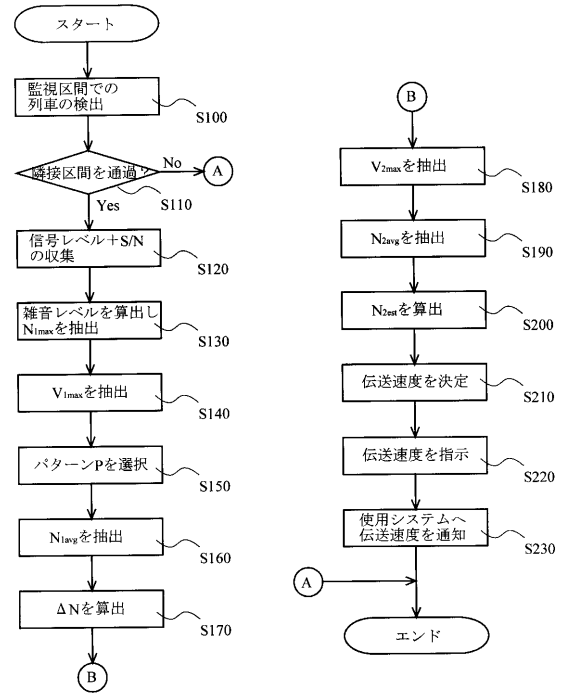 スタート
監視区間での
列車の検出
S100
隣接区間を通過?
No
A
S110
Yes
信号レベル+S/N
の収集
S120
雑音レベルを算出し
N1maxを抽出
S130
V1maxを抽出
S140
パターンPを選択
S150
N1avgを抽出
S160
ΔNを算出
S170
B
B
V2maxを抽出
S180
N2avgを抽出
S190
N2estを算出
S200
伝送速度を決定
S210
伝送速度を指示
S220
使用システムへ
伝送速度を通知
S230
A
エンド